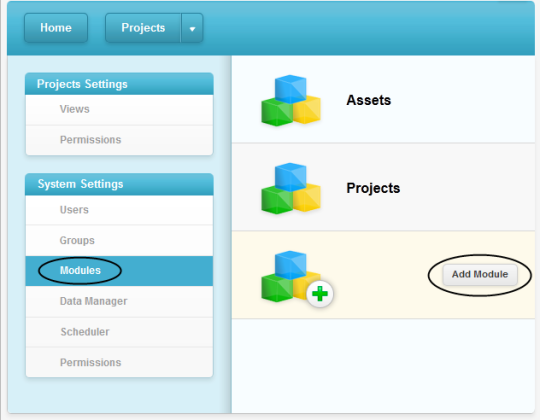 Home
Projects
Projects Settings
Views
Permissions
System Settings
Users
Groups
Modules
Data Manager
Scheduler
Permissions
Assets
Projects
Add Module